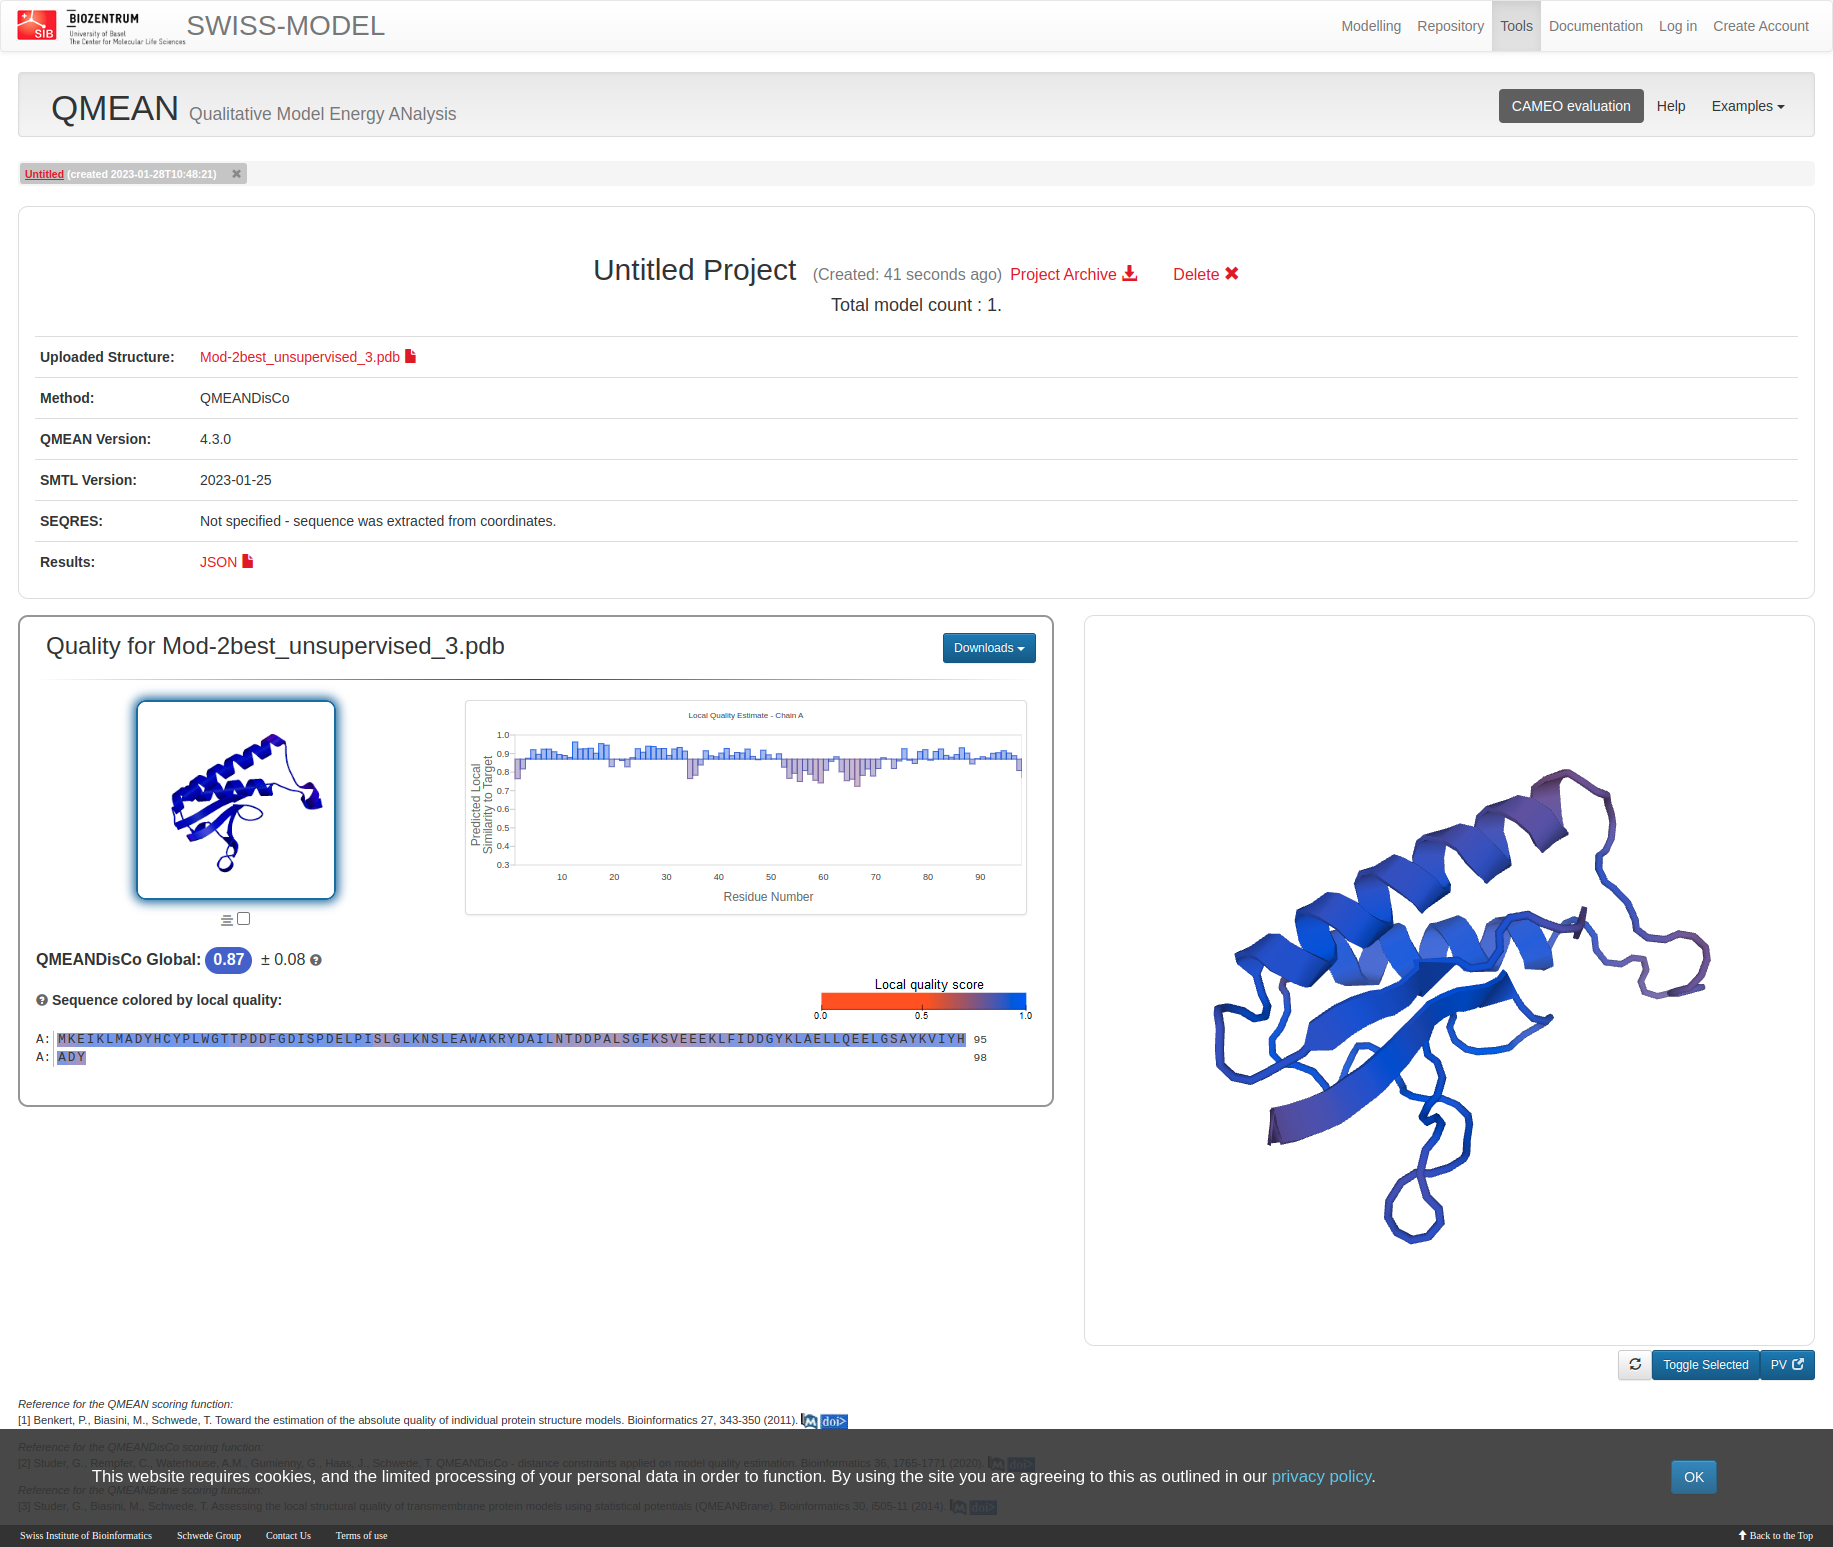 SIB
BIOZENTRUM
University of Basel
The Center for Molecular Life Sciences
SWISS-MODEL
Modelling Repository Tools Documentation Log in Create Account
QMEAN Qualitative Model Energy ANalysis
CAMEO evaluation Help Examples
Untitled (created 2023-01-28T10:48:21) ✖
Untitled Project (Created: 41 seconds ago) Project Archive Delete ✖
Total model count : 1.
Uploaded Structure: Mod-2best_unsupervised_3.pdb
Method: QMEANDisCo
QMEAN Version: 4.3.0
SMTL Version: 2023-01-25
SEQRES: Not specified - sequence was extracted from coordinates.
Results: JSON
Quality for Mod-2best_unsupervised_3.pdb
Downloads
Local Quality Estimate - Chain A
Predicted Local
Similarity to Target
1.0
0.9
0.8
0.7
0.6
0.5
0.4
0.3
10 20 30 40 50 60 70 80 90
Residue Number
QMEANDisCo Global: 0.87 ± 0.08
Sequence colored by local quality:
Local quality score
0.0 0.5 1.0
A: MKEIKLMADYHCYPLWGTTPDDFGDISPDELPISLGLKNSLEAWAKRYDAILNTDDPALSGFKSVEEEKLFIDDGYKLAELLQEELGSAYKVIYH 95
A: ADY 98
Toggle Selected PV
Reference for the QMEAN scoring function:
[1] Benkert, P., Biasini, M., Schwede, T. Toward the estimation of the absolute quality of individual protein structure models. Bioinformatics 27, 343-350 (2011). M doi>
Reference for the QMEANDisCo scoring function:
[2] Studer, G., Rempfer, C., Waterhouse, A.M., Gumienny, G., Haas, J., Schwede, T. QMEANDisCo - distance constraints applied on model quality estimation. Bioinformatics 36, 1765-1771 (2020). M doi>
This website requires cookies, and the limited processing of your personal data in order to function. By using the site you are agreeing to this as outlined in our privacy policy. OK
Reference for the QMEANBrane scoring function:
[3] Studer, G., Biasini, M., Schwede, T. Assessing the local structural quality of transmembrane protein models using statistical potentials (QMEANBrane). Bioinformatics 30, i505-11 (2014). M doi>
Swiss Institute of Bioinformatics Schwede Group Contact Us Terms of use Back to the Top